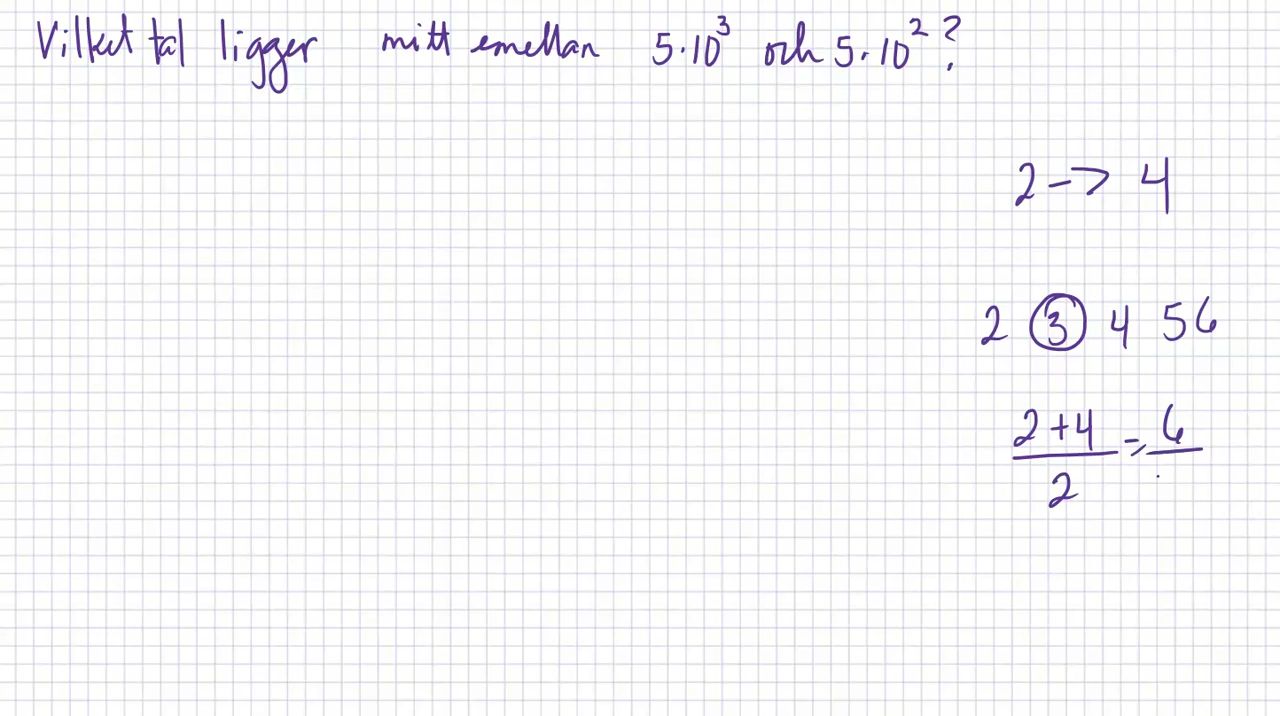 Vilket tal ligger mitt emellan 5·10³ och 5·10²?
2 -> 4
2 3 4 5 6
2+4 = 6
2